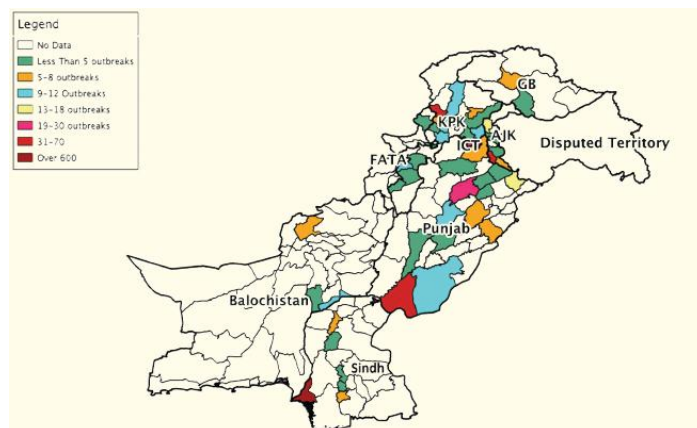 Legend
No Data
Less Than 5 outbreaks
5-8 outbreaks
9-12 Outbreaks
13-18 outbreaks
19-30 outbreaks
31-70
Over 600
GB
KPK
AJK
ICT
Disputed Territory
FATA
Punjab
Balochistan
Sindh